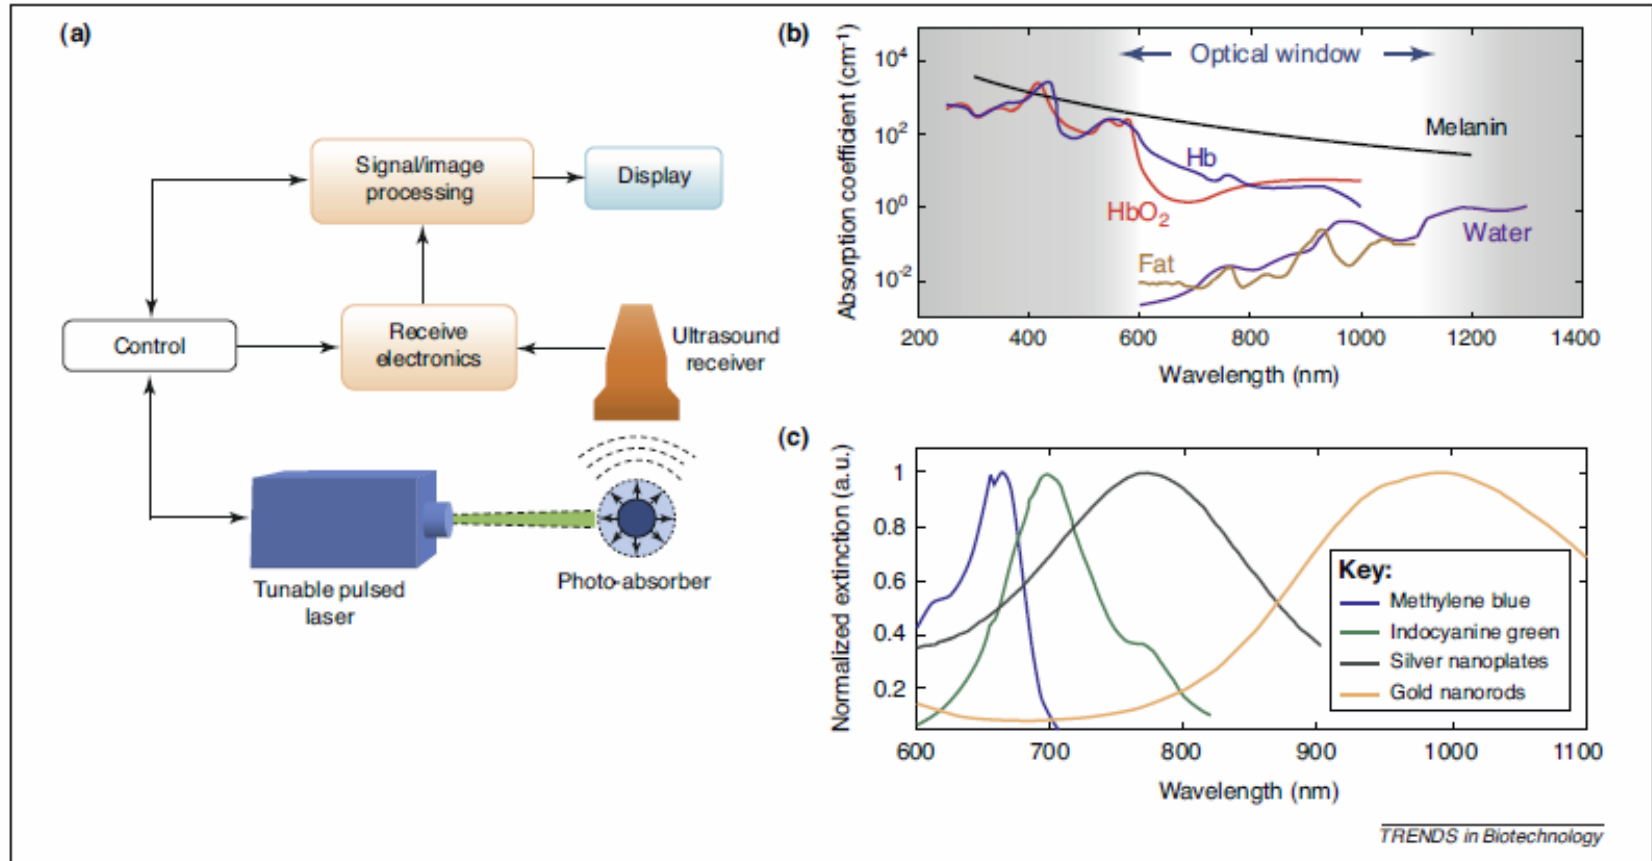 (a)
Signal/image
processing
Display
Control
Receive
electronics
Ultrasound
receiver
Tunable pulsed
laser
Photo-absorber
(b)
Absorption coefficient (cm⁻¹)
10⁴
10²
10⁰
10⁻²
Optical window
Melanin
Hb
HbO₂
Water
Fat
200 400 600 800 1000 1200 1400
Wavelength (nm)
(c)
Normalized extinction (a.u.)
1
0.8
0.6
0.4
0.2
Key:
Methylene blue
Indocyanine green
Silver nanoplates
Gold nanorods
600 700 800 900 1000 1100
Wavelength (nm)
TRENDS in Biotechnology